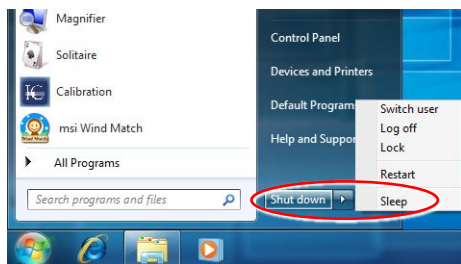 Magnifier
Solitaire
Calibration
msi Wind Match
All Programs
Search programs and files
Control Panel
Devices and Printers
Default Program
Help and Suppor
Shut down
Switch user
Log off
Lock
Restart
Sleep